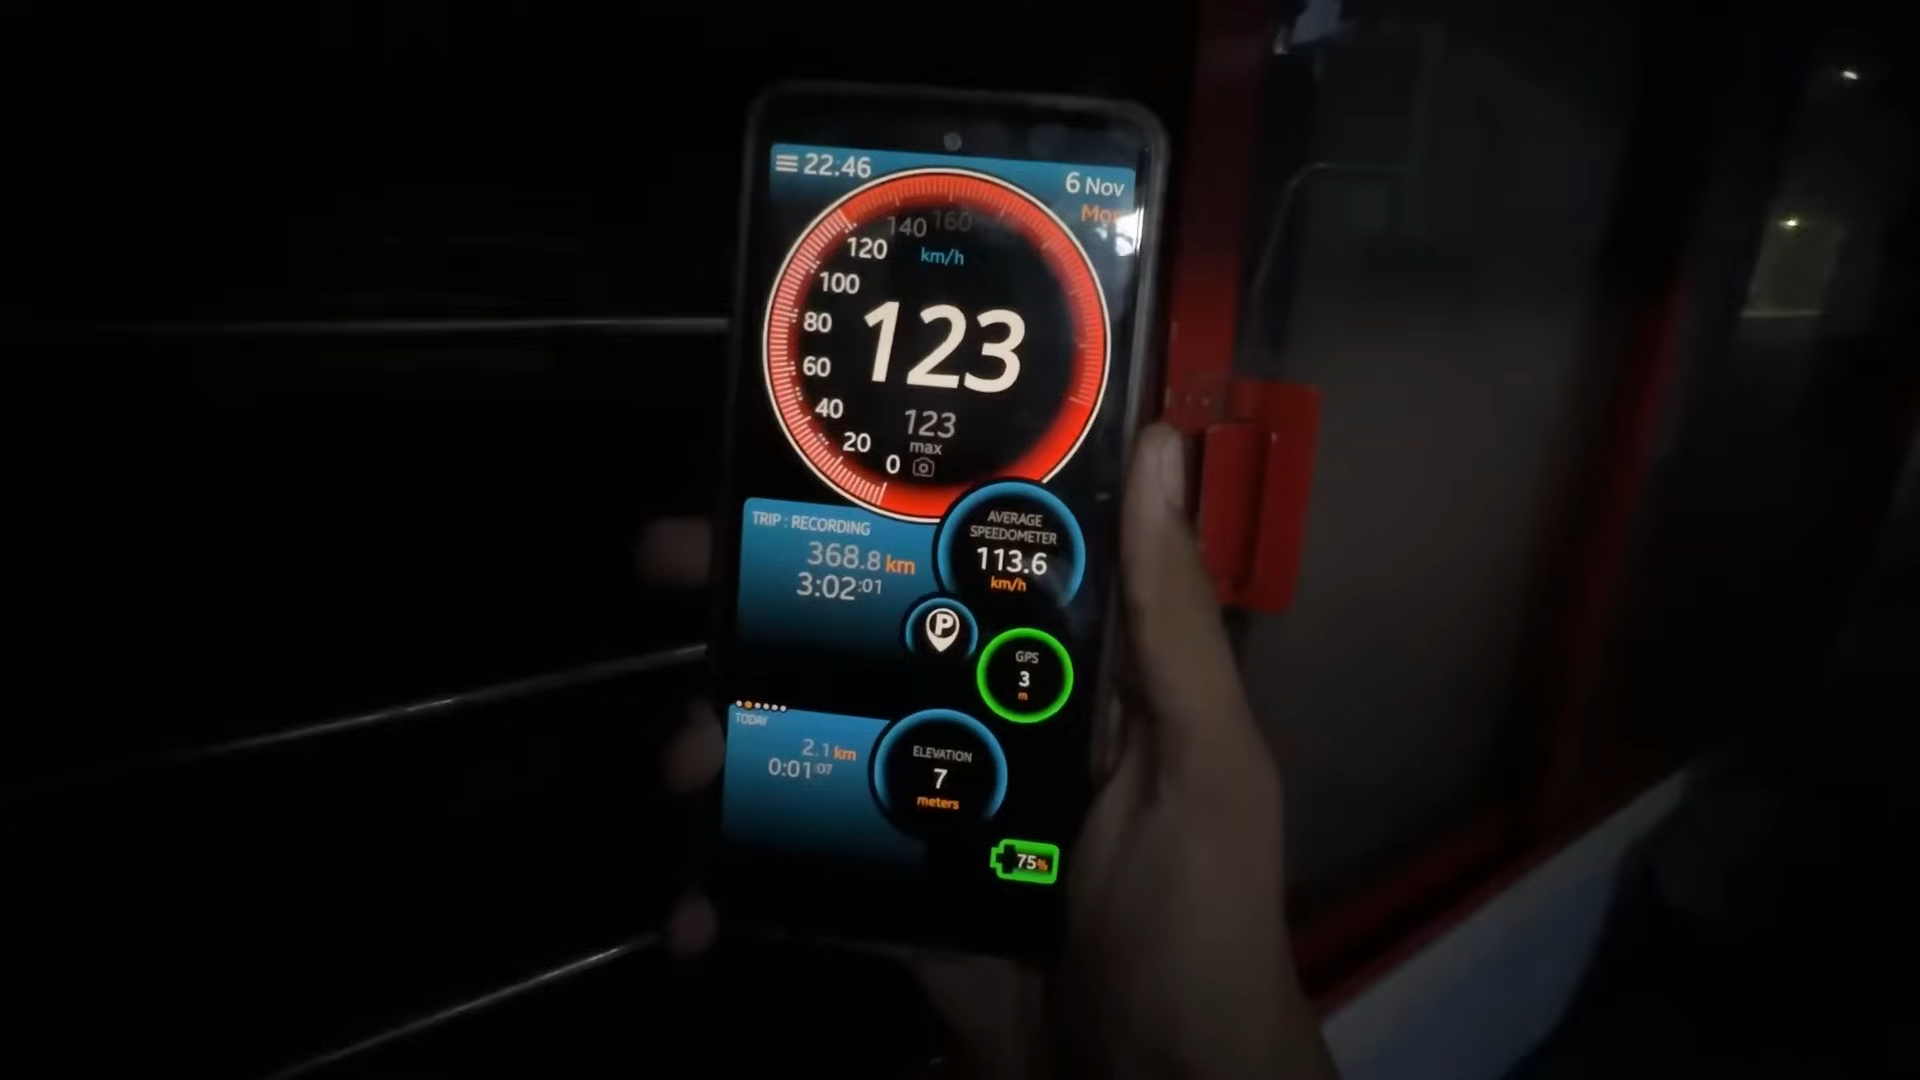 22:46
6 Nov
Mon
140 160
120
km/h
100
80
123
60
40
123
20
max
0
TRIP : RECORDING
368.8 km
3:02:01
AVERAGE
SPEEDOMETER
113.6
km/h
P
GPS
3
m
TODAY
2.1 km
0:01:07
ELEVATION
7
meters
75%